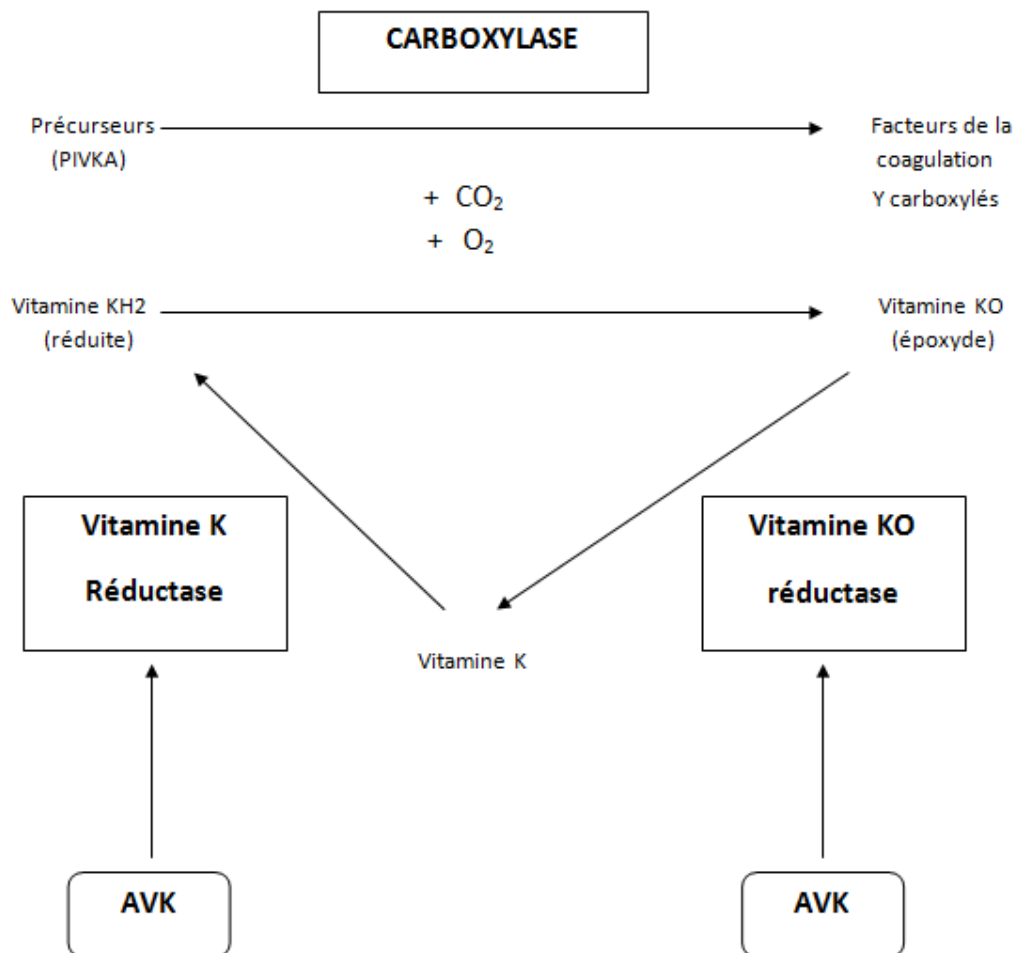 CARBOXYLASE
Précurseurs
(PIVKA)
Facteurs de la
coagulation
Y carboxylés
+ CO₂
+ O₂
Vitamine KH2
(réduite)
Vitamine KO
(époxyde)
Vitamine K
Réductase
Vitamine KO
réductase
Vitamine K
AVK
AVK